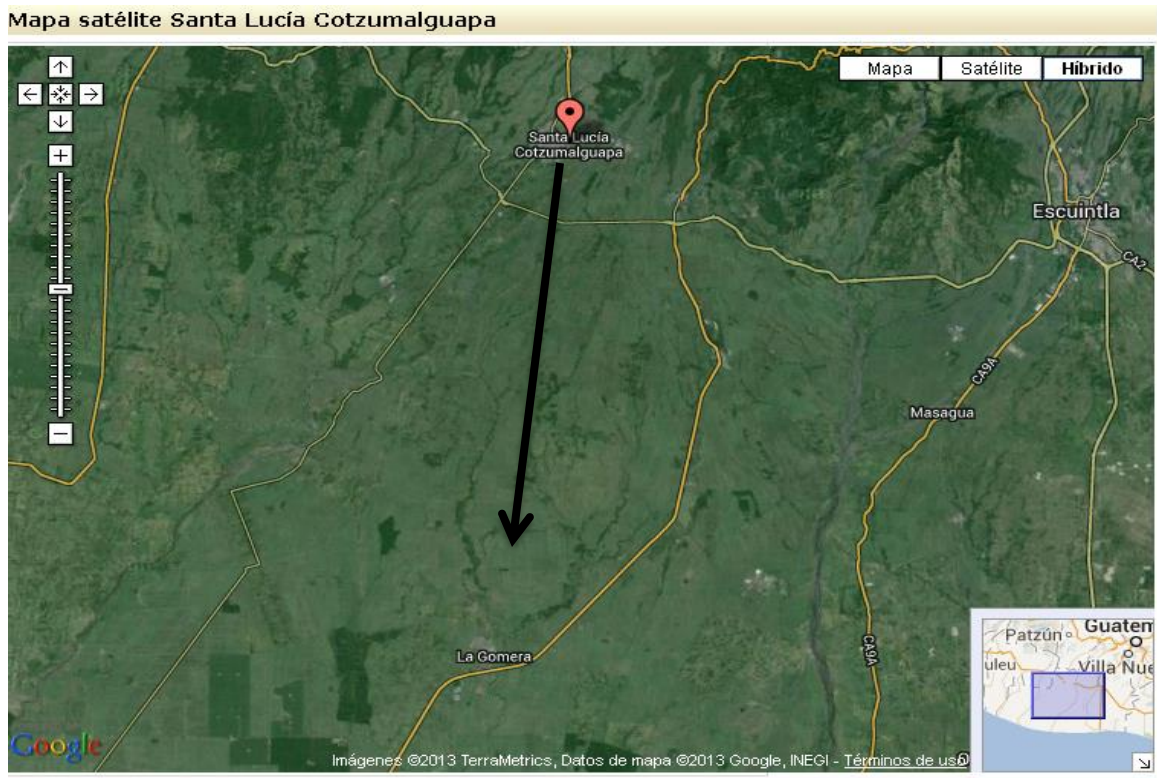 Mapa satélite Santa Lucía Cotzumalguapa
Mapa
Satélite
Híbrido
Santa Lucía
Cotzumalguapa
Escuintla
CA2
CA9A
Masagua
La Gomera
CA9A
Patzún
Guatem
uleu
Villa Nue
Google
Imágenes ©2013 TerraMetrics, Datos de mapa ©2013 Google, INEGI - Términos de uso